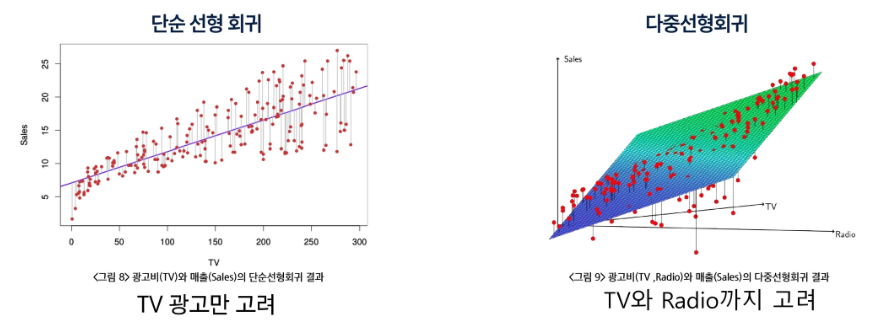 단순 선형 회귀
다중선형회귀
25
20
15
10
5
Sales
0 50 100 150 200 250 300
TV
Sales
TV
Radio
<그림 8> 광고비(TV)와 매출(Sales)의 단순선형회귀 결과
<그림 9> 광고비(TV ,Radio)와 매출(Sales)의 다중선형회귀 결과
TV 광고만 고려
TV와 Radio까지 고려